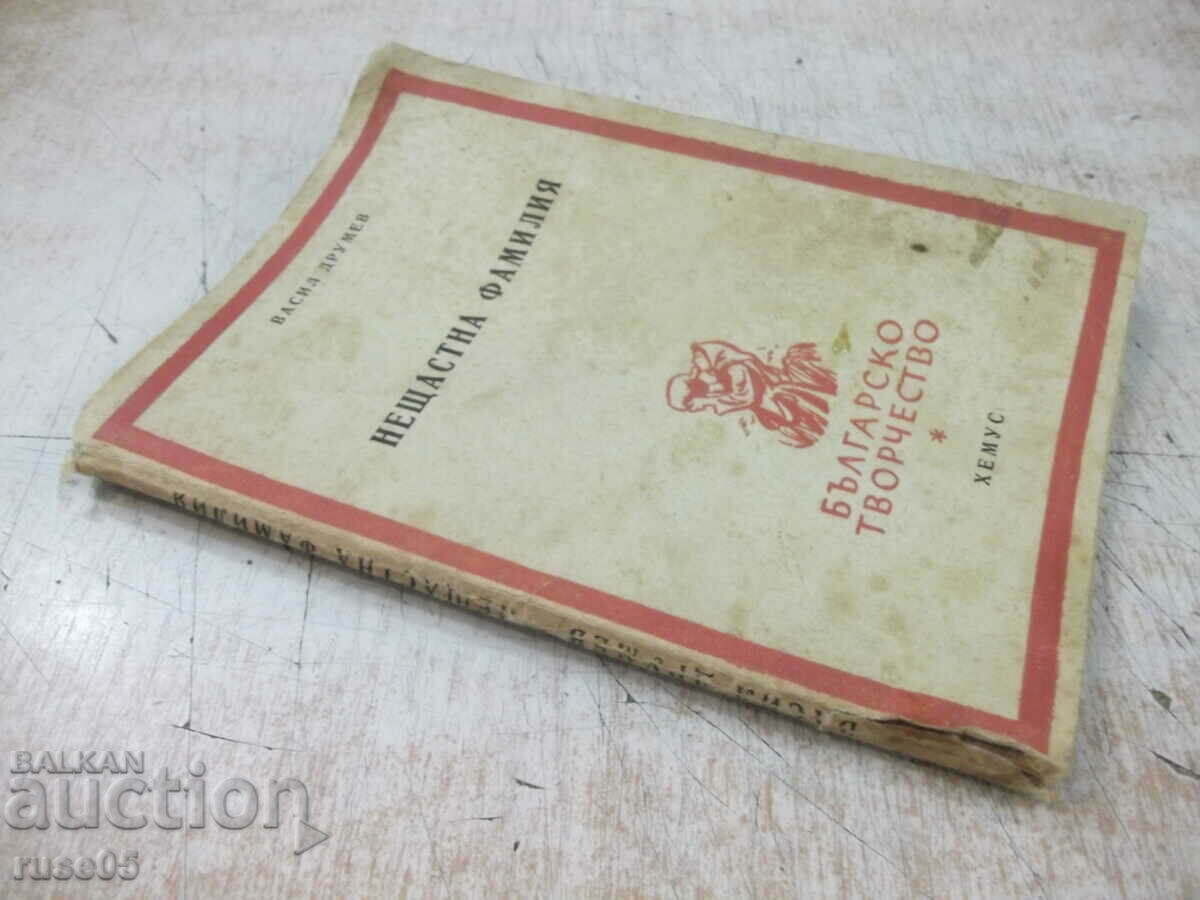 ВАСИЛ ДРУМЕВ
НЕЩАСТНА ФАМИЛИЯ
БЪЛГАРСКО
ТВОРЧЕСТВО
*
ХЕМУС
НЕЩАСТНА ФАМИЛИЯ
BALKAN
auction
ruse05